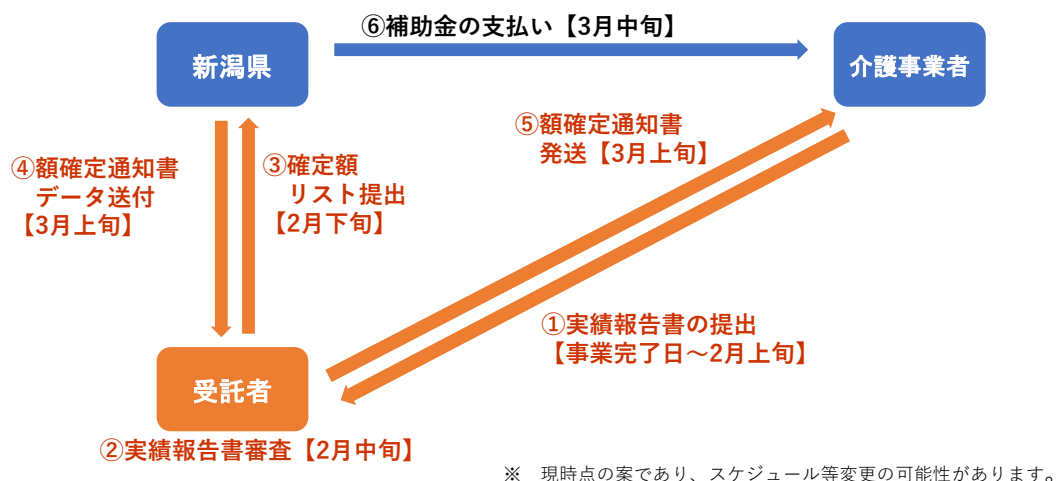 ⑥補助金の支払い【3月中旬】
新潟県
介護事業者
⑤額確定通知書
発送【3月上旬】
④額確定通知書
データ送付
【3月上旬】
③確定額
リスト提出
【2月下旬】
①実績報告書の提出
【事業完了日～2月上旬】
受託者
②実績報告書審査【2月中旬】
※　現時点の案であり、スケジュール等変更の可能性があります。